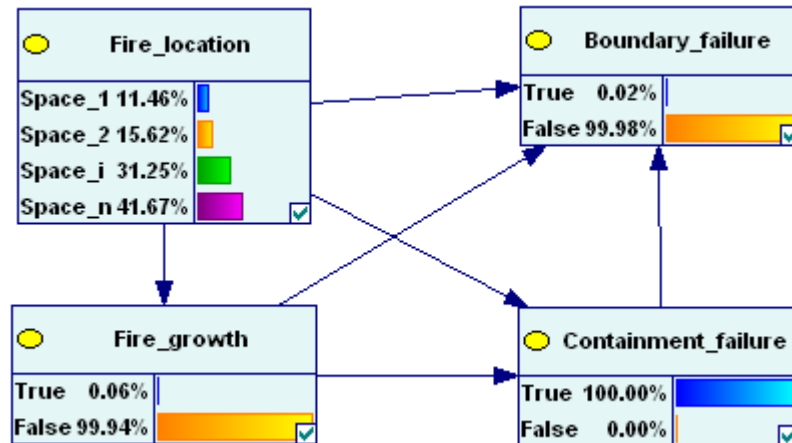 Fire_location
Space_1 11.46%
Space_2 15.62%
Space_i 31.25%
Space_n 41.67%
Boundary_failure
True 0.02%
False 99.98%
Fire_growth
True 0.06%
False 99.94%
Containment_failure
True 100.00%
False 0.00%